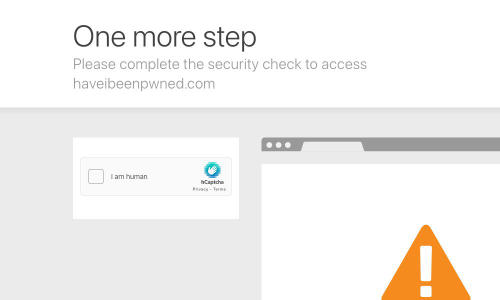 One more step
Please complete the security check to access
haveibeenpwned.com
I am human
hCaptcha
Privacy - Terms